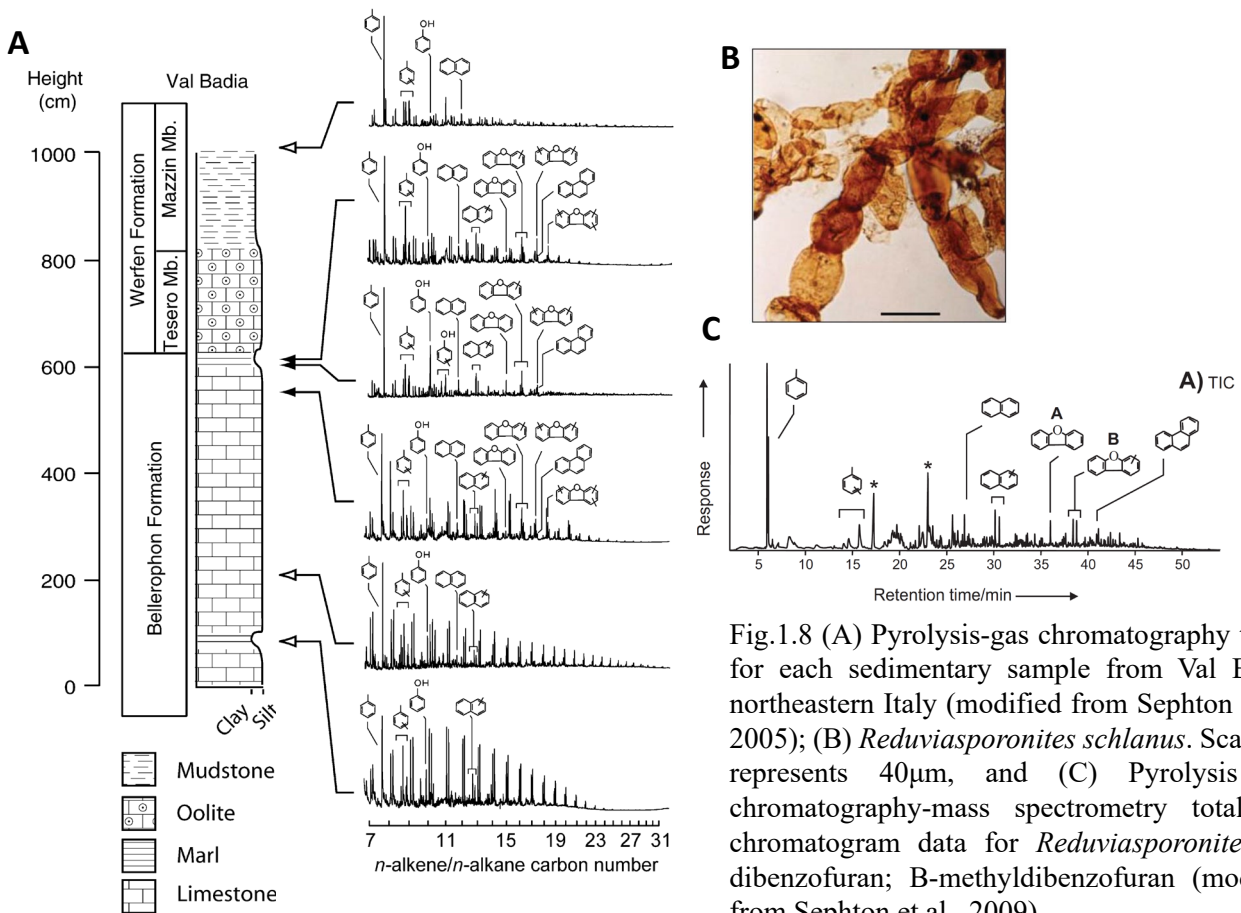 A
Height
(cm)
Val Badia
1000
800
600
400
200
0
Werfen Formation
Mazzin Mb.
Tesero Mb.
Bellerophon Formation
Clay
Silt
Mudstone
Oolite
Marl
Limestone
OH
O
OH
O
O
O
O
OH
OH
O
O
O
OH
O
O
O
O
OH
OH
7 11 15 19 23 27 31
n-alkene/n-alkane carbon number
B
C
A) TIC
Response
A
O
B
O
*
*
5 10 15 20 25 30 35 40 45 50
Retention time/min
Fig.1.8 (A) Pyrolysis-gas chromatography
for each sedimentary sample from Val
northeastern Italy (modified from Sephton
2005); (B) Reduviasporonites schlanus.
represents 40μm, and (C) Pyrolysis
chromatography-mass spectrometry total
chromatogram data for
dibenzofuran; B-methyldibenzofuran
from Sephton et al., 2009)